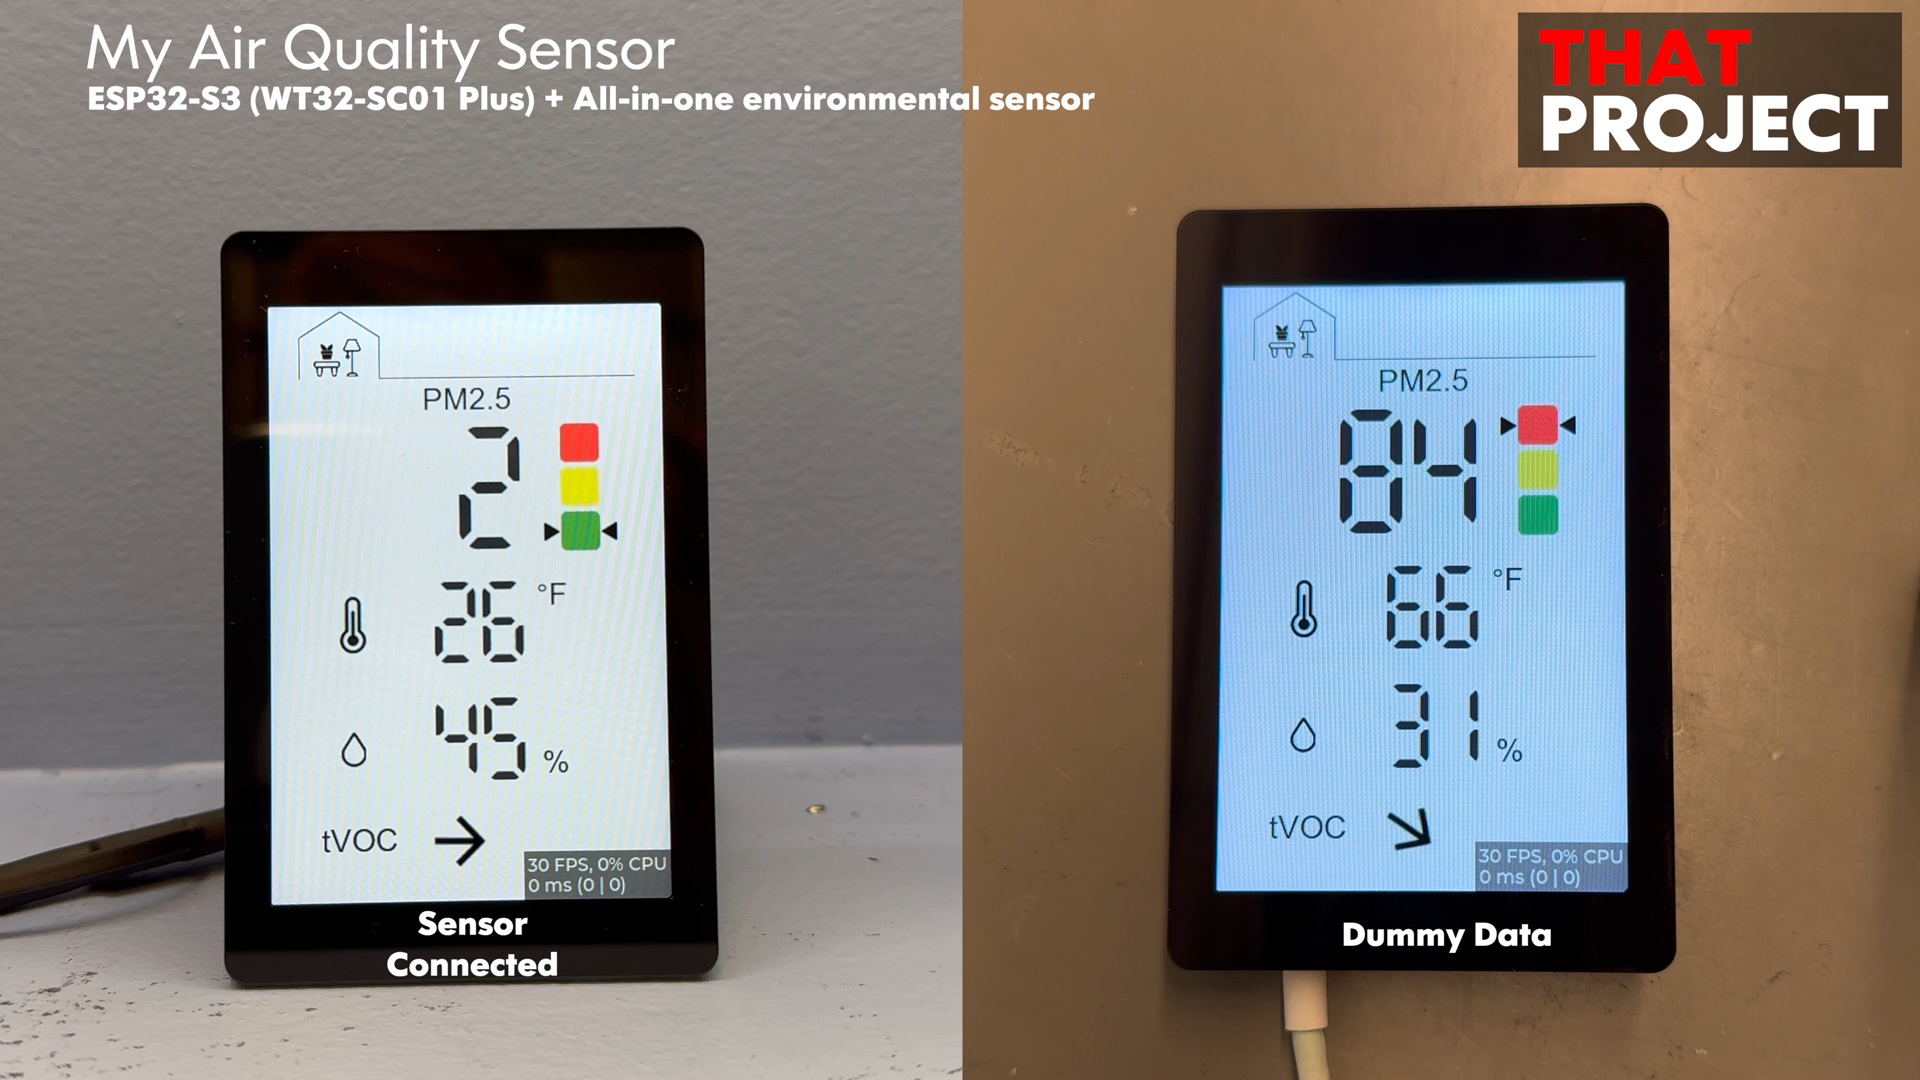 My Air Quality Sensor
ESP32-S3 (WT32-SC01 Plus) + All-in-one environmental sensor
THAT
PROJECT
PM2.5
2
26 °F
45 %
tVOC
30 FPS, 0% CPU
0 ms (0 | 0)
Sensor
Connected
PM2.5
84
66 °F
31 %
tVOC
30 FPS, 0% CPU
0 ms (0 | 0)
Dummy Data